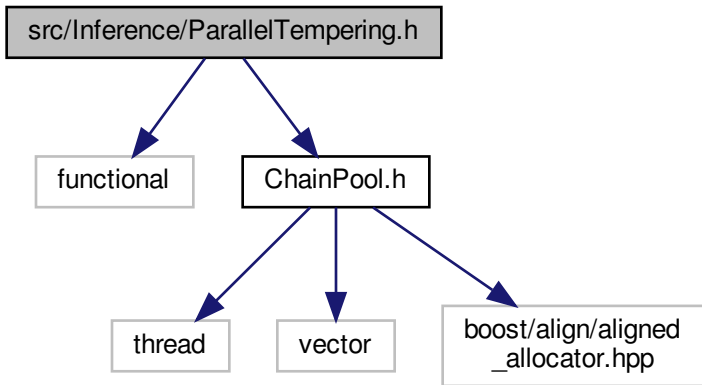 src/Inference/ParallelTempering.h
functional
ChainPool.h
thread
vector
boost/align/aligned
_allocator.hpp